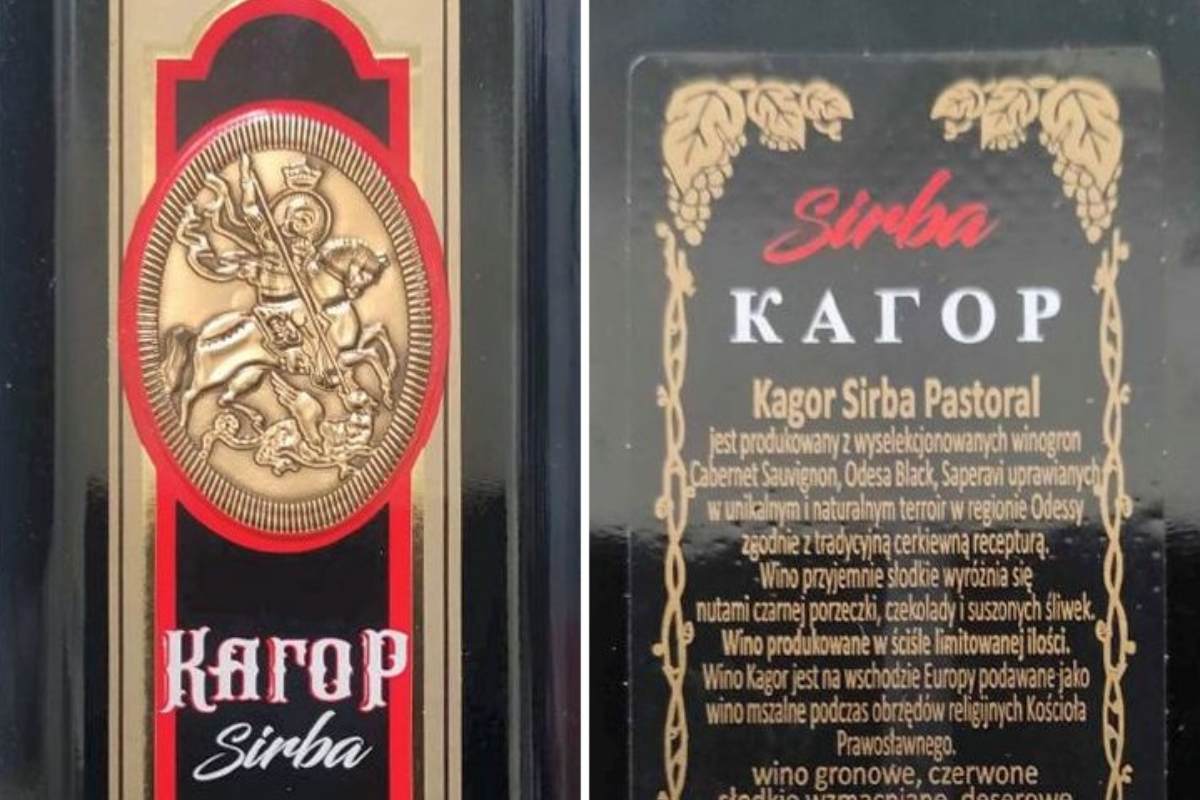 КАГОР
Sirba
Sirba
КАГОР
Kagor Sirba Pastoral
jest produkowany z wyselekcjonowanych winogron
Cabernet Sauvignon, Odesa Black, Saperavi uprawianych
w unikalnym i naturalnym terroir w regionie Odessy
zgodnie z tradycyjną cerkiewną recepturą.
Wino przyjemnie słodkie wyróżnia się
nutami czarnej porzeczki, czekolady i suszonych śliwek.
Wino produkowane w ściśle limitowanej ilości.
Wino Kagor jest na wschodzie Europy podawane jako
wino mszalne podczas obrzędów religijnych Kościoła
Prawosławnego.
wino gronowe, czerwone
słodkie wzmacniane, deserowe